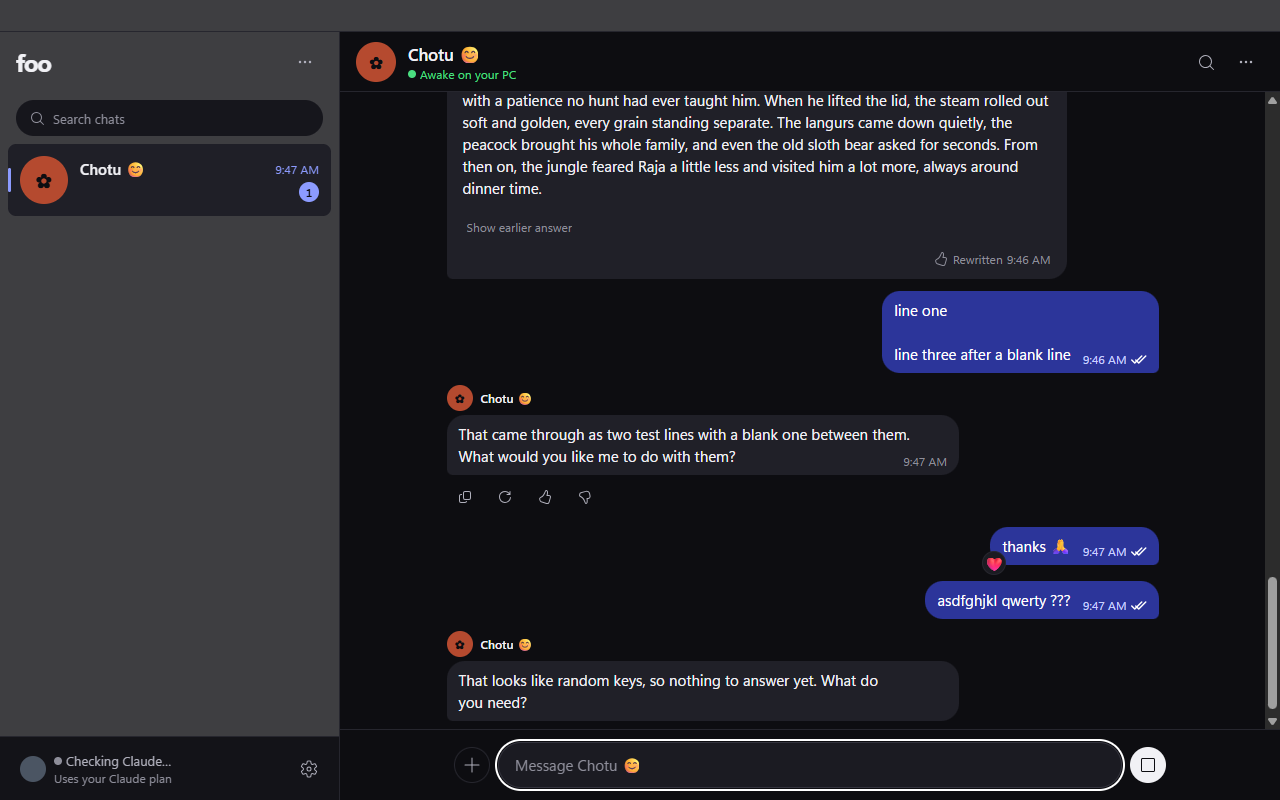 foo
Search chats
Chotu 😊
9:47 AM
1
Checking Claude...
Uses your Claude plan
Chotu 😊
Awake on your PC
with a patience no hunt had ever taught him. When he lifted the lid, the steam rolled out
soft and golden, every grain standing separate. The langurs came down quietly, the
peacock brought his whole family, and even the old sloth bear asked for seconds. From
then on, the jungle feared Raja a little less and visited him a lot more, always around
dinner time.
Show earlier answer
Rewritten 9:46 AM
line one
line three after a blank line 9:46 AM
Chotu 😊
That came through as two test lines with a blank one between them.
What would you like me to do with them? 9:47 AM
thanks 🙏 9:47 AM
asdfghjkl qwerty ??? 9:47 AM
Chotu 😊
That looks like random keys, so nothing to answer yet. What do
you need?
Message Chotu 😊